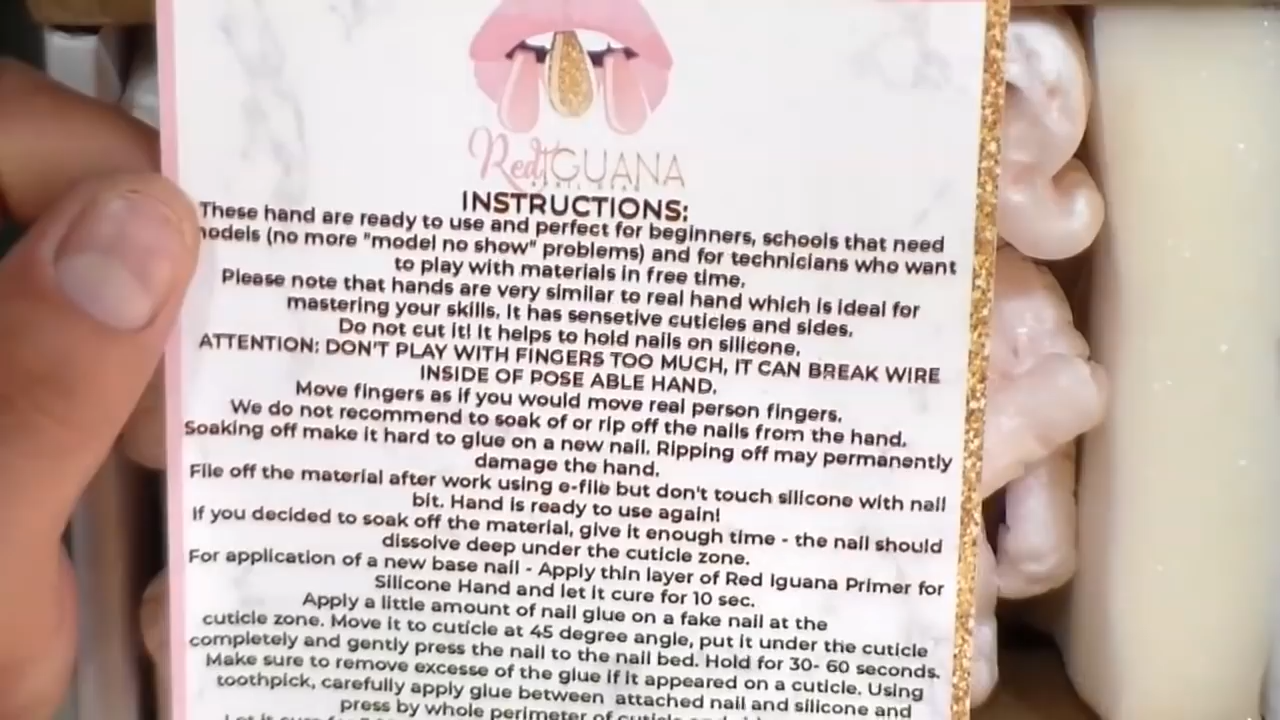 Red IGUANA
INSTRUCTIONS:
These hand are ready to use and perfect for beginners, schools that need
models (no more "model no show" problems) and for technicians who want
to play with materials in free time.
Please note that hands are very similar to real hand which is ideal for
mastering your skills. It has sensetive cuticles and sides.
Do not cut it! It helps to hold nails on silicone.
ATTENTION: DON'T PLAY WITH FINGERS TOO MUCH, IT CAN BREAK WIRE
INSIDE OF POSE ABLE HAND.
Move fingers as if you would move real person fingers.
We do not recommend to soak of or rip off the nails from the hand.
Soaking off make it hard to glue on a new nail. Ripping off may permanently
damage the hand.
File off the material after work using e-file but don't touch silicone with nail
bit. Hand is ready to use again!
If you decided to soak off the material, give it enough time - the nail should
dissolve deep under the cuticle zone.
For application of a new base nail - Apply thin layer of Red Iguana Primer for
Silicone Hand and let it cure for 10 sec.
Apply a little amount of nail glue on a fake nail at the
cuticle zone. Move it to cuticle at 45 degree angle, put it under the cuticle
completely and gently press the nail to the nail bed. Hold for 30- 60 seconds.
Make sure to remove excesse of the glue if it appeared on a cuticle. Using
toothpick, carefully apply glue between attached nail and silicone and
press by whole perimeter of